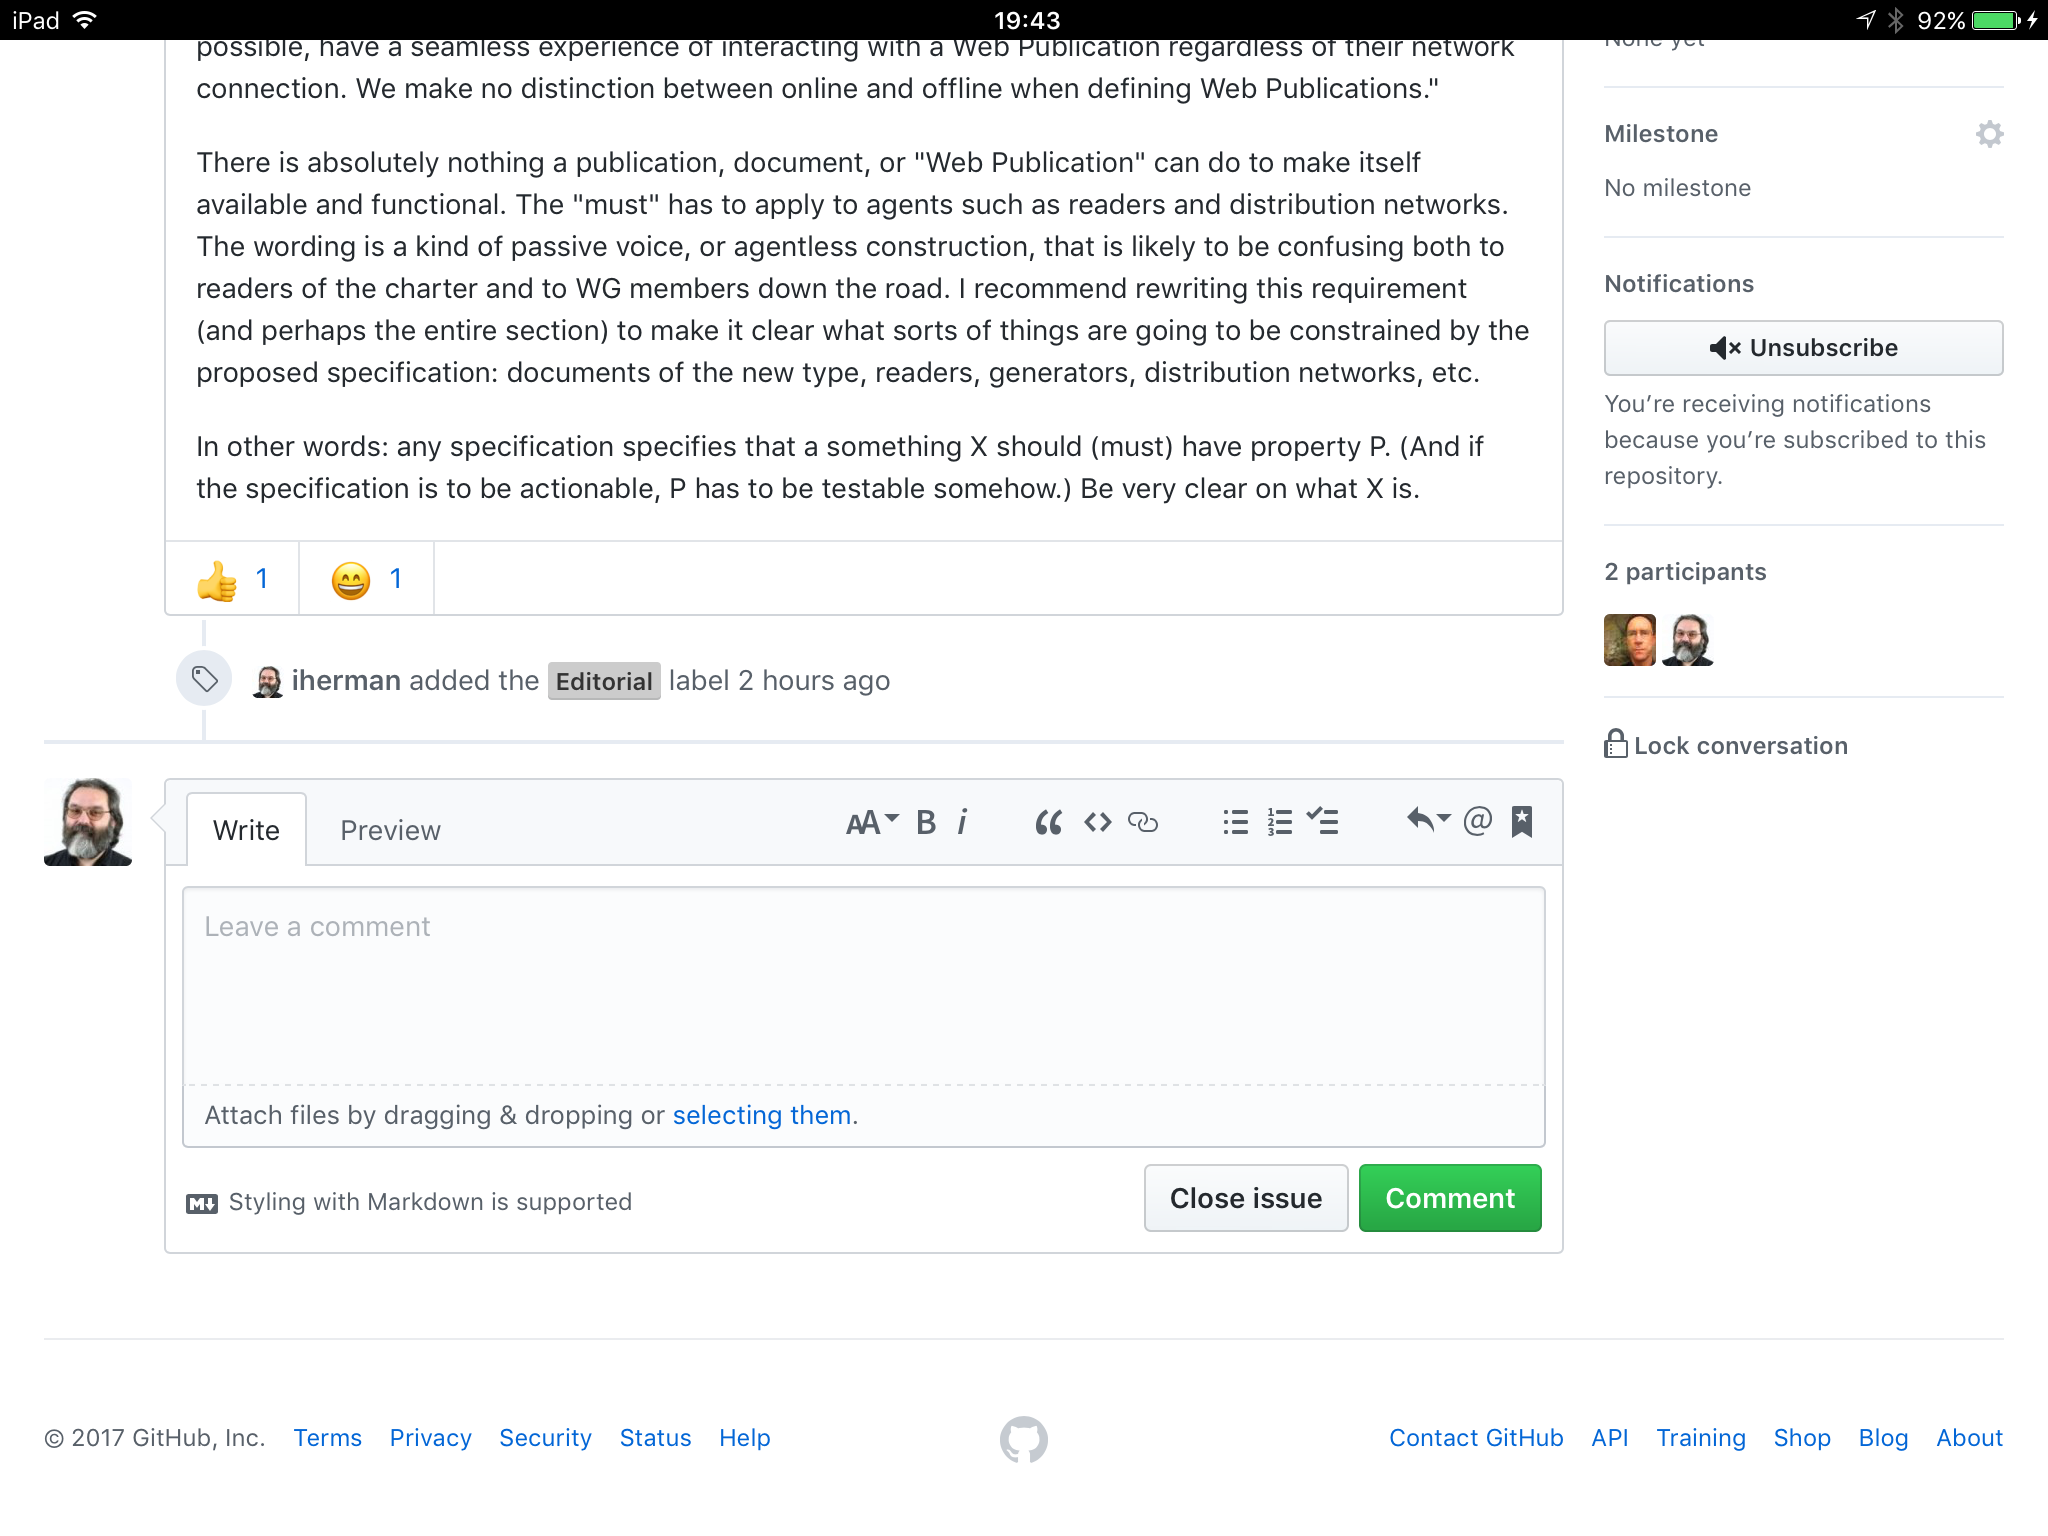 iPad 19:43 92%
possible, have a seamless experience of interacting with a Web Publication regardless of their network
connection. We make no distinction between online and offline when defining Web Publications."
There is absolutely nothing a publication, document, or "Web Publication" can do to make itself
available and functional. The "must" has to apply to agents such as readers and distribution networks.
The wording is a kind of passive voice, or agentless construction, that is likely to be confusing both to
readers of the charter and to WG members down the road. I recommend rewriting this requirement
(and perhaps the entire section) to make it clear what sorts of things are going to be constrained by the
proposed specification: documents of the new type, readers, generators, distribution networks, etc.
In other words: any specification specifies that a something X should (must) have property P. (And if
the specification is to be actionable, P has to be testable somehow.) Be very clear on what X is.
1 1
iherman added the Editorial label 2 hours ago
None yet
Milestone
No milestone
Notifications
Unsubscribe
You’re receiving notifications
because you’re subscribed to this
repository.
2 participants
Lock conversation
Write Preview
Leave a comment
Attach files by dragging & dropping or selecting them.
Styling with Markdown is supported
Close issue Comment
© 2017 GitHub, Inc. Terms Privacy Security Status Help
Contact GitHub API Training Shop Blog About